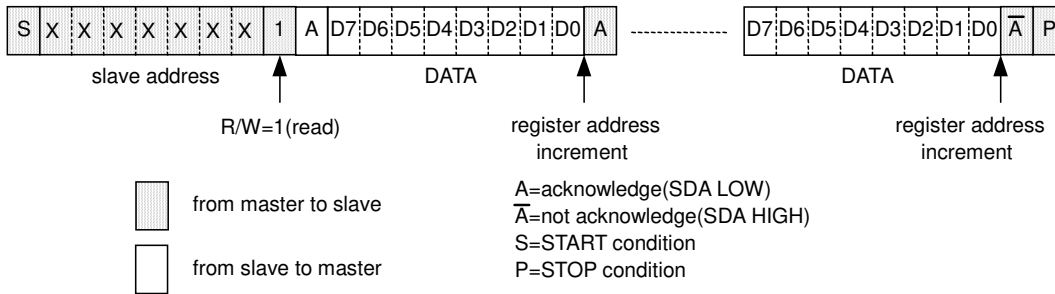 S X X X X X X X 1 A D7 D6 D5 D4 D3 D2 D1 D0 A D7 D6 D5 D4 D3 D2 D1 D0 A̅ P
slave address DATA DATA
R/W=1(read)
register address
increment
register address
increment
from master to slave
from slave to master
A=acknowledge(SDA LOW)
A̅=not acknowledge(SDA HIGH)
S=START condition
P=STOP condition